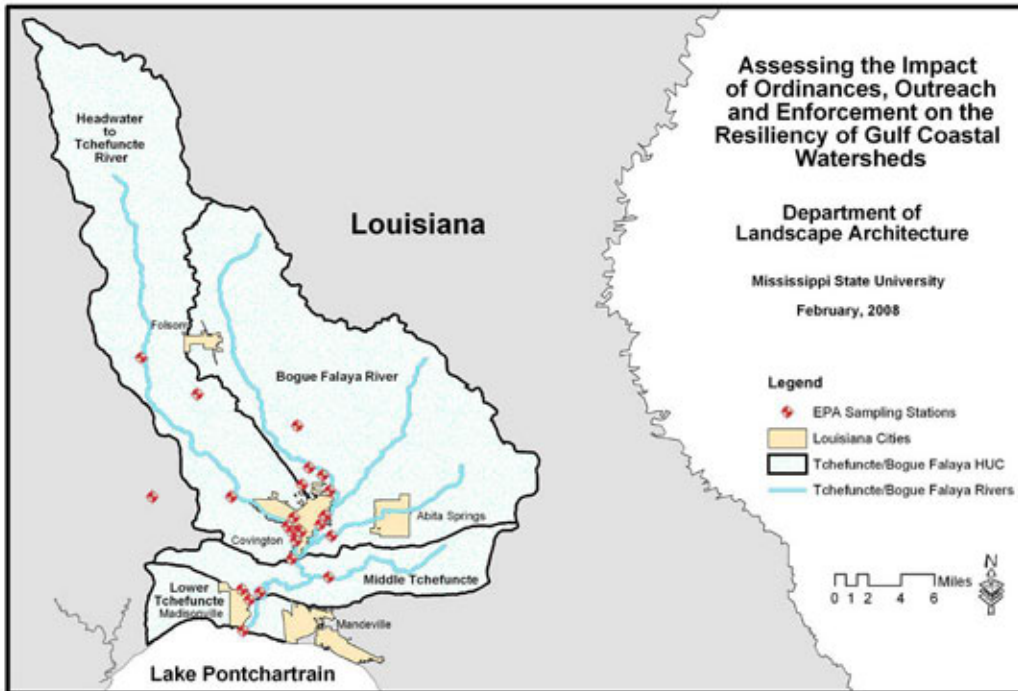 Assessing the Impact
of Ordinances, Outreach
and Enforcement on the
Resiliency of Gulf Coastal
Watersheds
Department of
Landscape Architecture
Mississippi State University
February, 2008
Headwater
to
Tchefuncte
River
Louisiana
Folsom
Bogue Falaya River
Abita Springs
Covington
Middle Tchefuncte
Lower
Tchefuncte
Madisonville
Mandeville
Lake Pontchartrain
Legend
EPA Sampling Stations
Louisiana Cities
Tchefuncte/Bogue Falaya HUC
Tchefuncte/Bogue Falaya Rivers
N
Miles
0 1 2 4 6